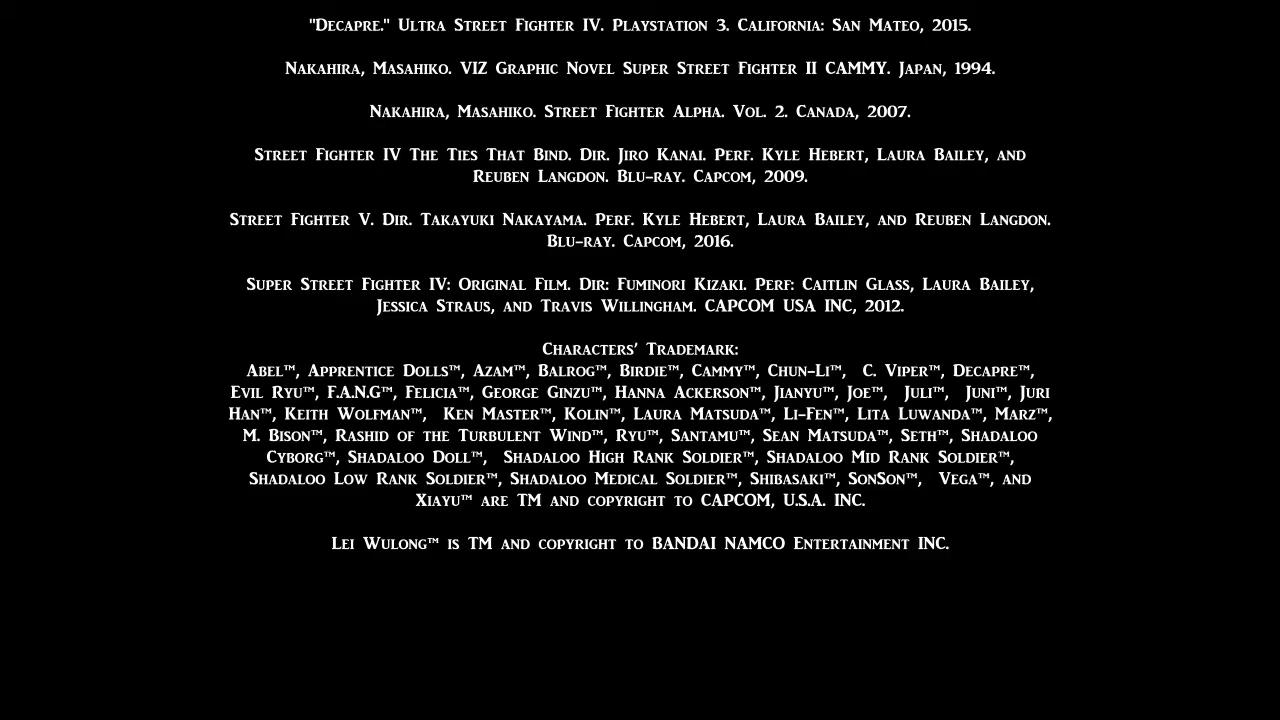 "Decapre." Ultra Street Fighter IV. Playstation 3. California: San Mateo, 2015.
Nakahira, Masahiko. VIZ Graphic Novel Super Street Fighter II CAMMY. Japan, 1994.
Nakahira, Masahiko. Street Fighter Alpha. Vol. 2. Canada, 2007.
Street Fighter IV The Ties That Bind. Dir. Jiro Kanai. Perf. Kyle Hebert, Laura Bailey, and
Reuben Langdon. Blu-ray. Capcom, 2009.
Street Fighter V. Dir. Takayuki Nakayama. Perf. Kyle Hebert, Laura Bailey, and Reuben Langdon.
Blu-ray. Capcom, 2016.
Super Street Fighter IV: Original Film. Dir: Fuminori Kizaki. Perf: Caitlin Glass, Laura Bailey,
Jessica Straus, and Travis Willingham. CAPCOM USA INC, 2012.
Characters' Trademark:
Abel™, Apprentice Dolls™, Azam™, Balrog™, Birdie™, Cammy™, Chun-Li™, C. Viper™, Decapre™,
Evil Ryu™, F.A.N.G™, Felicia™, George Ginzu™, Hanna Ackerson™, Jianyu™, Joe™, Juli™, Juni™, Juri
Han™, Keith Wolfman™, Ken Master™, Kolin™, Laura Matsuda™, Li-Fen™, Lita Luwanda™, Marz™,
M. Bison™, Rashid of the Turbulent Wind™, Ryu™, Santamu™, Sean Matsuda™, Seth™, Shadaloo
Cyborg™, Shadaloo Doll™, Shadaloo High Rank Soldier™, Shadaloo Mid Rank Soldier™,
Shadaloo Low Rank Soldier™, Shadaloo Medical Soldier™, Shibasaki™, SonSon™, Vega™, and
Xiayu™ are TM and copyright to CAPCOM, U.S.A. INC.
Lei Wulong™ is TM and copyright to BANDAI NAMCO Entertainment INC.